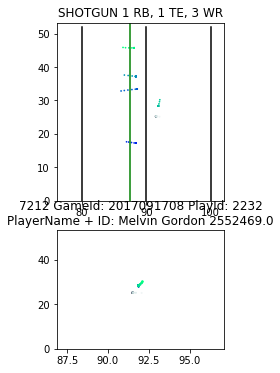 SHOTGUN 1 RB, 1 TE, 3 WR
50
40
30
20
10
0
80 90 100
7212 GameId: 2017091708 PlayId: 2232
PlayerName + ID: Melvin Gordon 2552469.0
40
20
0
87.5 90.0 92.5 95.0